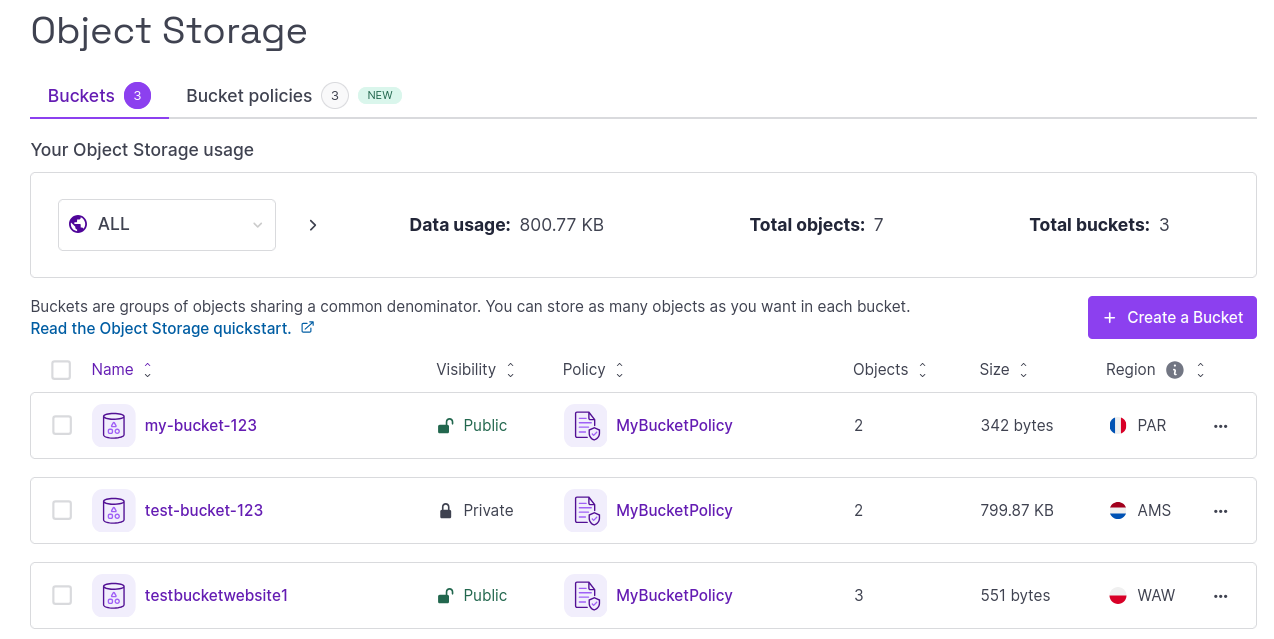 Object Storage
Buckets 3 Bucket policies 3 NEW
Your Object Storage usage
ALL Data usage: 800.77 KB Total objects: 7 Total buckets: 3
Buckets are groups of objects sharing a common denominator. You can store as many objects as you want in each bucket.
Read the Object Storage quickstart.
+ Create a Bucket
Name Visibility Policy Objects Size Region
my-bucket-123 Public MyBucketPolicy 2 342 bytes PAR
test-bucket-123 Private MyBucketPolicy 2 799.87 KB AMS
testbucketwebsite1 Public MyBucketPolicy 3 551 bytes WAW